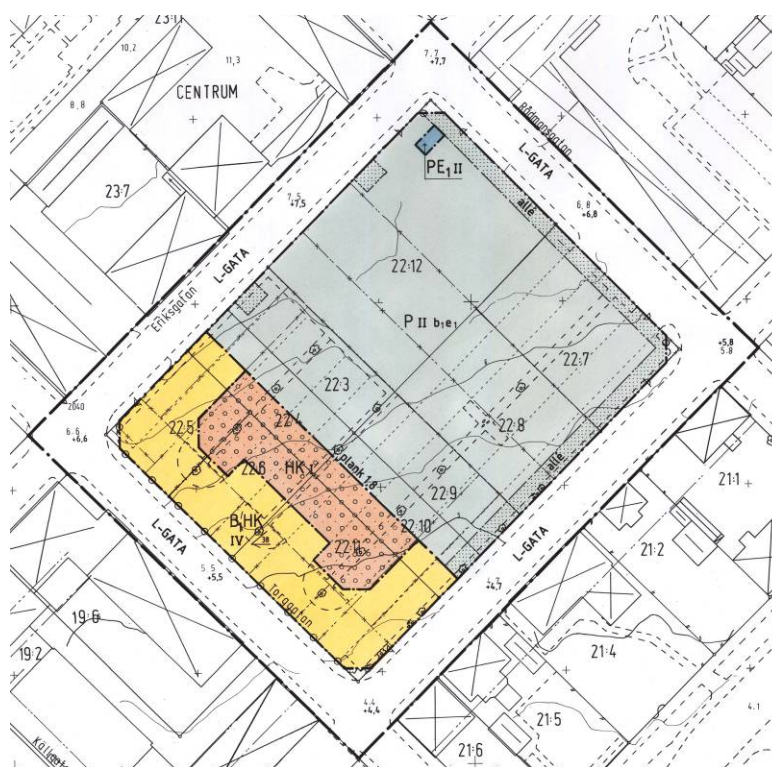 23:11
10,2
11,3
CENTRUM
8,8
23:7
7.7
+7,7
Rådmansgatan
L-GATA
PE₁ II
allé
6,8
+6,8
7,5
+7,5
L-GATA
Eriksgatan
22:12
P II b₁e₁
22:7
+5,8
5.8
22:3
22:8
22:9
22:10
plank 1,8
allé
L-GATA
22:5
22:6
HK I
22:11
B₁HK
IV
38
6.6
+6,6
L-GATA
5.5
+5,5
Torggatan
4.7
+4,7
21:1
21:2
21:4
21:5
21:6
4.1
19:6
19:2
4.4
+4,4